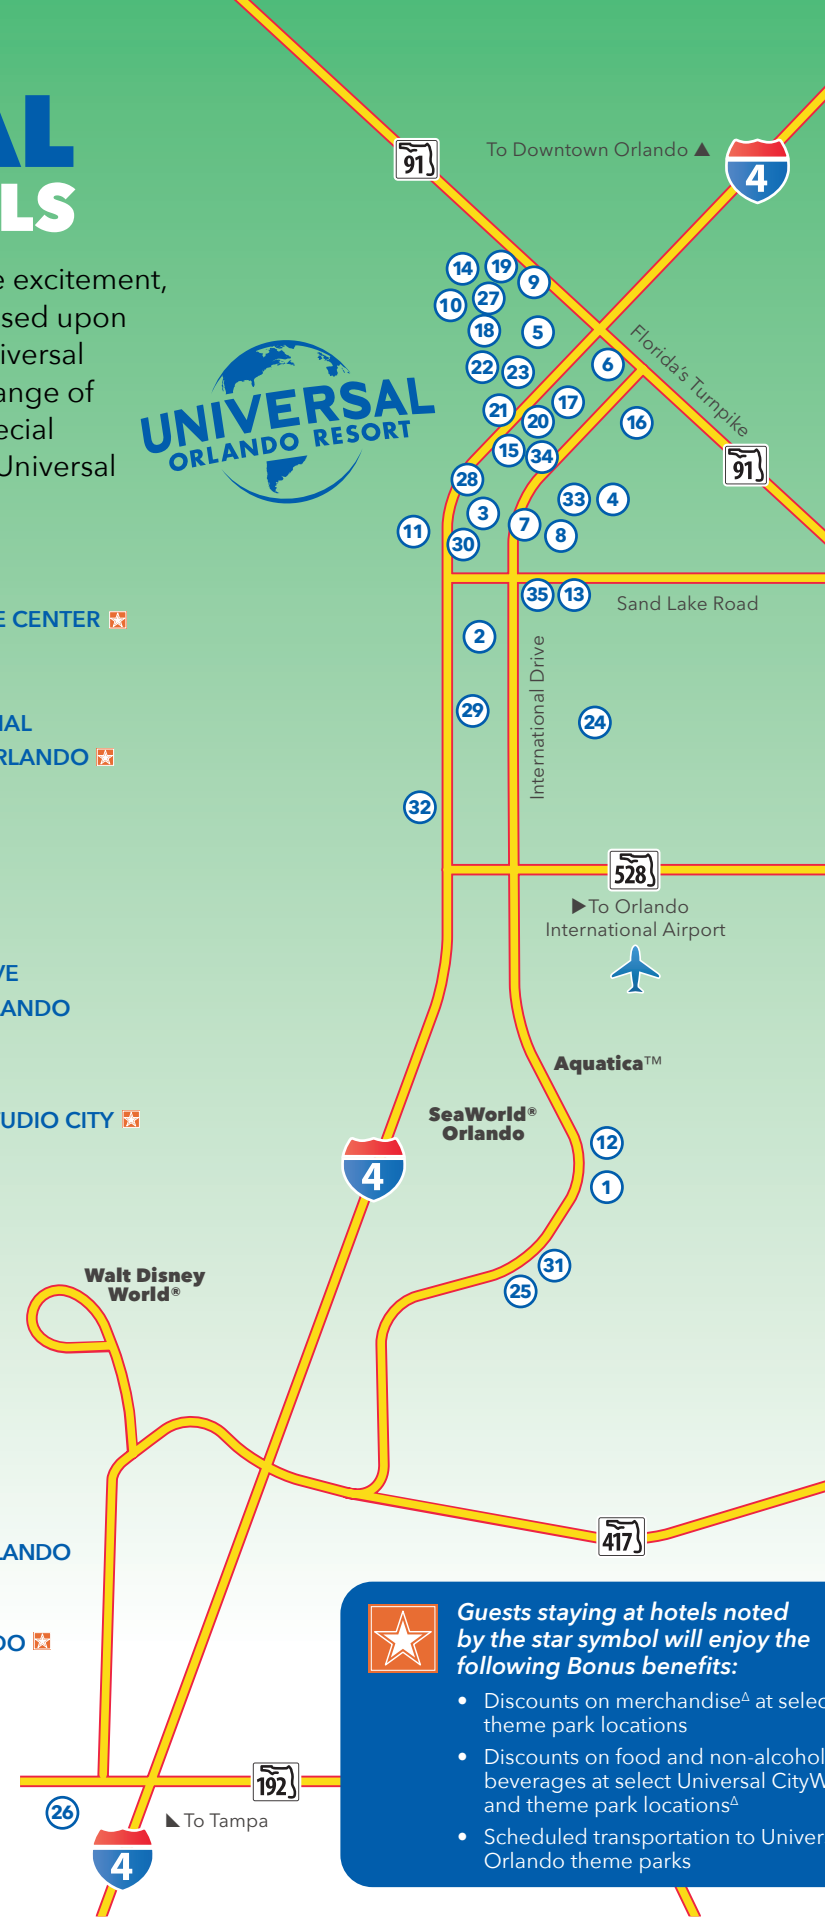 AL
LS
e excitement,
sed upon
iversal
ange of
ecial
Universal
E CENTER
IAL
RLANDO
VE
ANDO
UDIO CITY
LANDO
DO
91
To Downtown Orlando ▲
4
14 19 9
10 27
18 5
22 23 6
Florida's Turnpike
21 20 17 16
15 34
91
28
33 4
3 7
11 30 8
UNIVERSAL
ORLANDO RESORT
35 13
Sand Lake Road
2
International Drive
29 24
32
528
▶To Orlando
International Airport
Aquatica™
SeaWorld®
Orlando
12
4
1
31
25
Walt Disney
World®
417
192
26
◣ To Tampa
4
Guests staying at hotels noted
by the star symbol will enjoy the
following Bonus benefits:
• Discounts on merchandise∆ at selec
theme park locations
• Discounts on food and non-alcohol
beverages at select Universal CityW
and theme park locations∆
• Scheduled transportation to Univer
Orlando theme parks